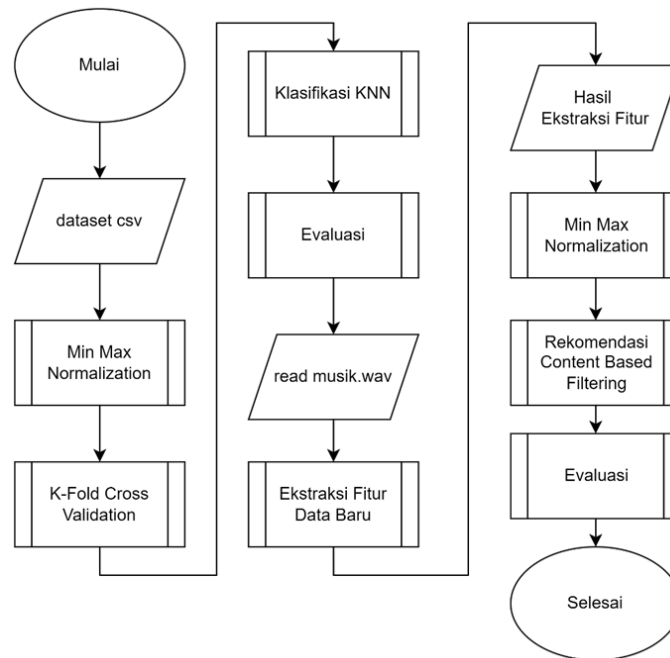 Mulai
dataset csv
Min Max
Normalization
K-Fold Cross
Validation
Klasifikasi KNN
Evaluasi
read musik.wav
Ekstraksi Fitur
Data Baru
Hasil
Ekstraksi Fitur
Min Max
Normalization
Rekomendasi
Content Based
Filtering
Evaluasi
Selesai